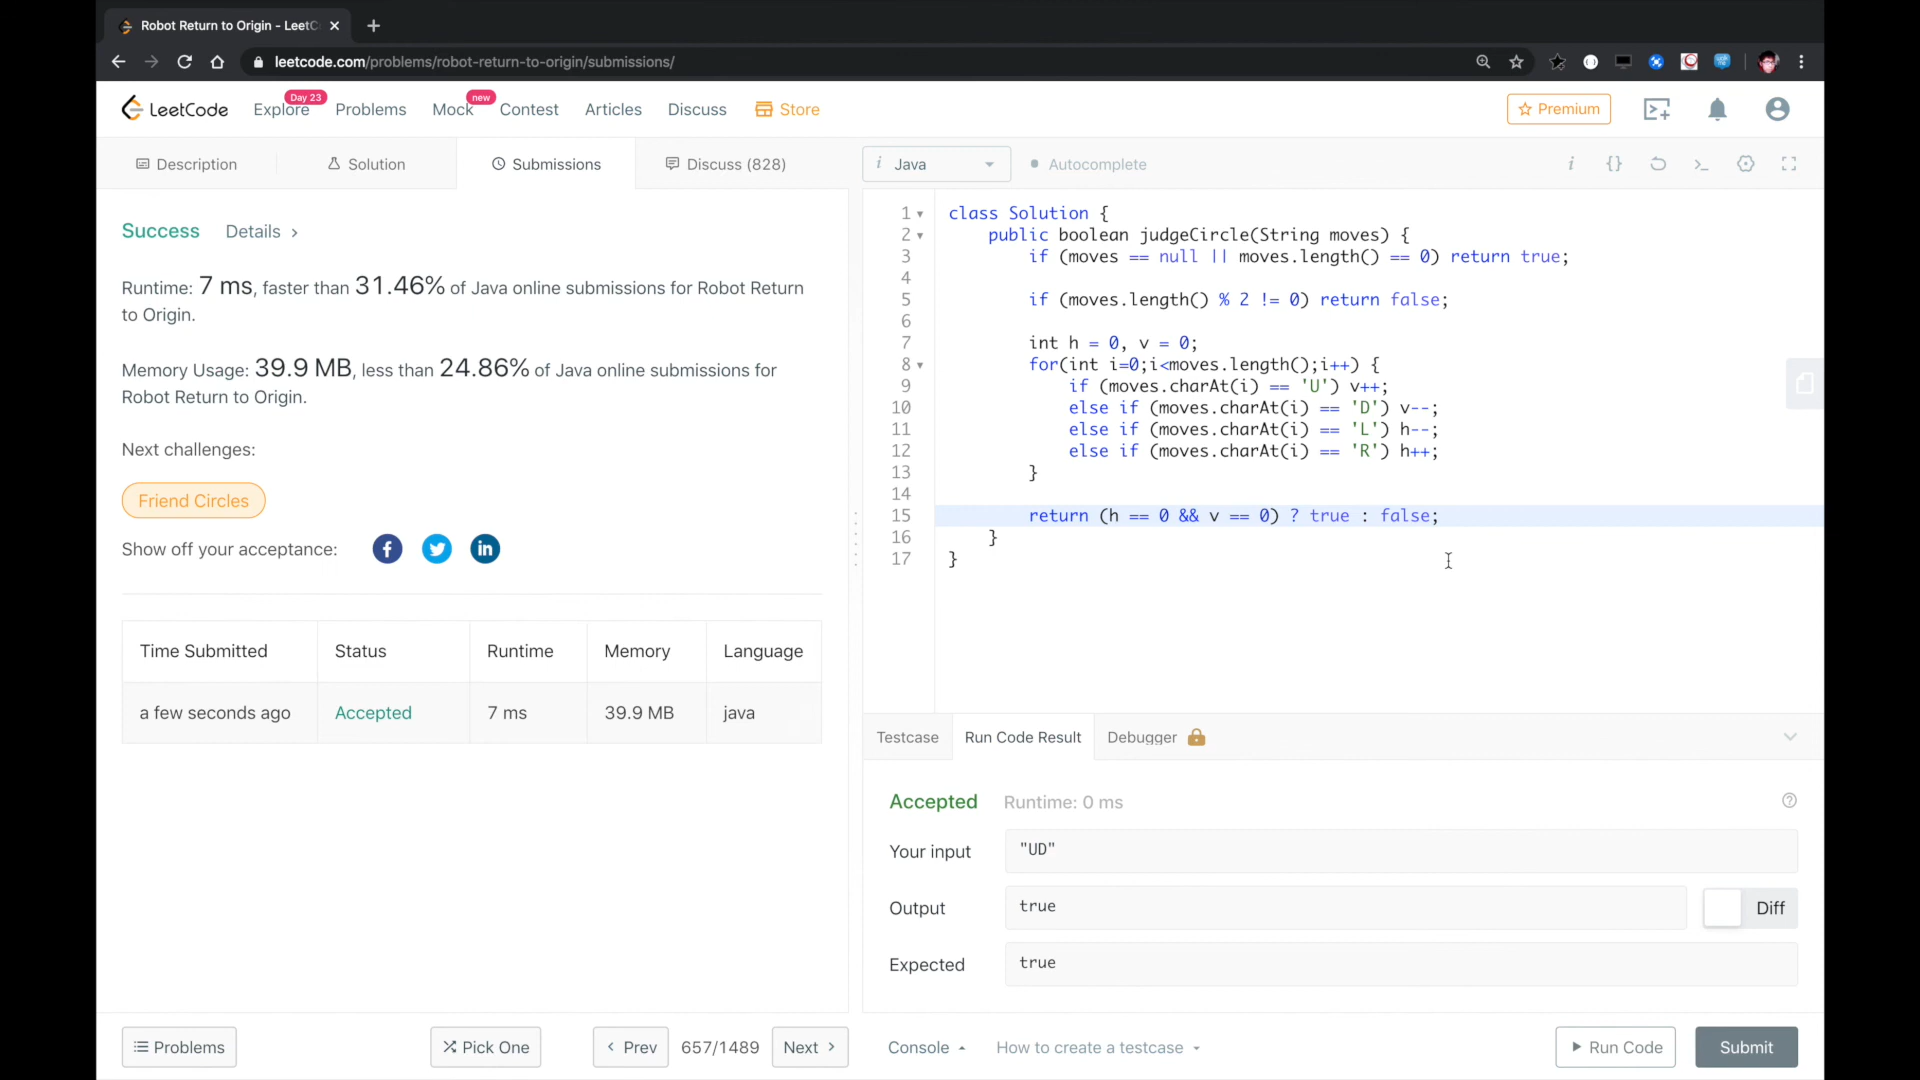 Robot Return to Origin - LeetC
leetcode.com/problems/robot-return-to-origin/submissions/
LeetCode
Explore
Day 23
Problems
Mock
new
Contest
Articles
Discuss
Store
Premium
Description
Solution
Submissions
Discuss (828)
i Java
Autocomplete
Success Details >
Runtime: 7 ms, faster than 31.46% of Java online submissions for Robot Return
to Origin.
Memory Usage: 39.9 MB, less than 24.86% of Java online submissions for
Robot Return to Origin.
Next challenges:
Friend Circles
Show off your acceptance:
Time Submitted Status Runtime Memory Language
a few seconds ago Accepted 7 ms 39.9 MB java
1 class Solution {
2 public boolean judgeCircle(String moves) {
3 if (moves == null || moves.length() == 0) return true;
4
5 if (moves.length() % 2 != 0) return false;
6
7 int h = 0, v = 0;
8 for(int i=0;i<moves.length();i++) {
9 if (moves.charAt(i) == 'U') v++;
10 else if (moves.charAt(i) == 'D') v--;
11 else if (moves.charAt(i) == 'L') h--;
12 else if (moves.charAt(i) == 'R') h++;
13 }
14
15 return (h == 0 && v == 0) ? true : false;
16 }
17 }
Testcase Run Code Result Debugger
Accepted Runtime: 0 ms
Your input "UD"
Output true Diff
Expected true
Problems
Pick One
< Prev
657/1489
Next >
Console
How to create a testcase
Run Code
Submit